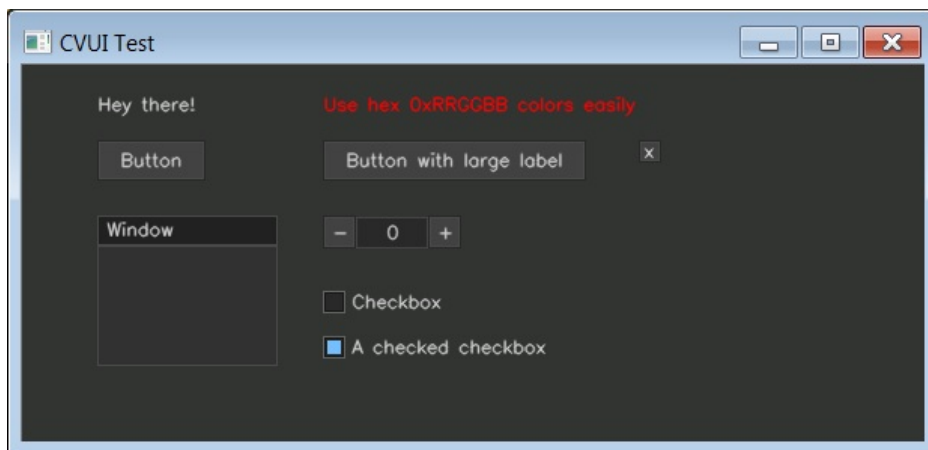 CVUI Test
Hey there!
Use hex 0xRRGGBB colors easily
Button
Button with large label
x
Window
- 0 +
Checkbox
A checked checkbox